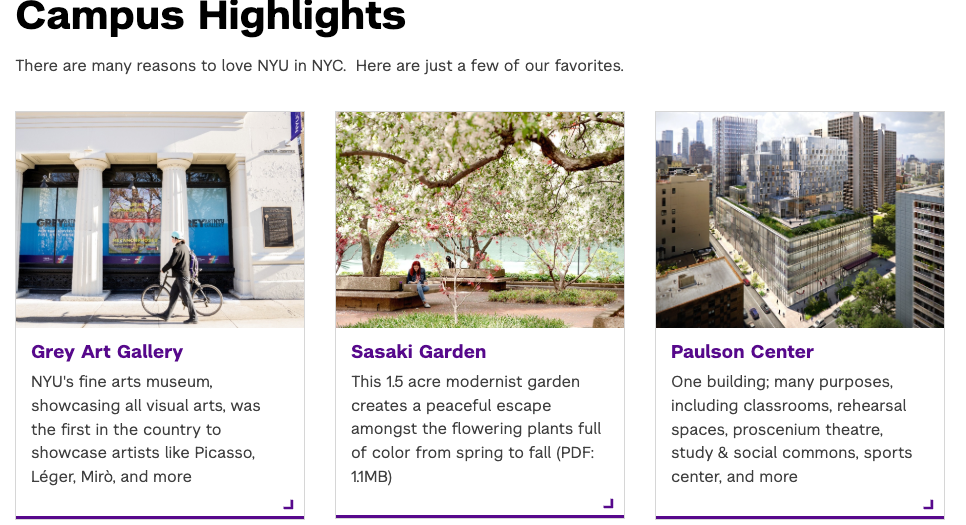 Campus Highlights
There are many reasons to love NYU in NYC.  Here are just a few of our favorites.
GREY
Grey Art Gallery
NYU's fine arts museum,
showcasing all visual arts, was
the first in the country to
showcase artists like Picasso,
Léger, Mirò, and more
Sasaki Garden
This 1.5 acre modernist garden
creates a peaceful escape
amongst the flowering plants full
of color from spring to fall (PDF:
1.1MB)
Paulson Center
One building; many purposes,
including classrooms, rehearsal
spaces, proscenium theatre,
study & social commons, sports
center, and more